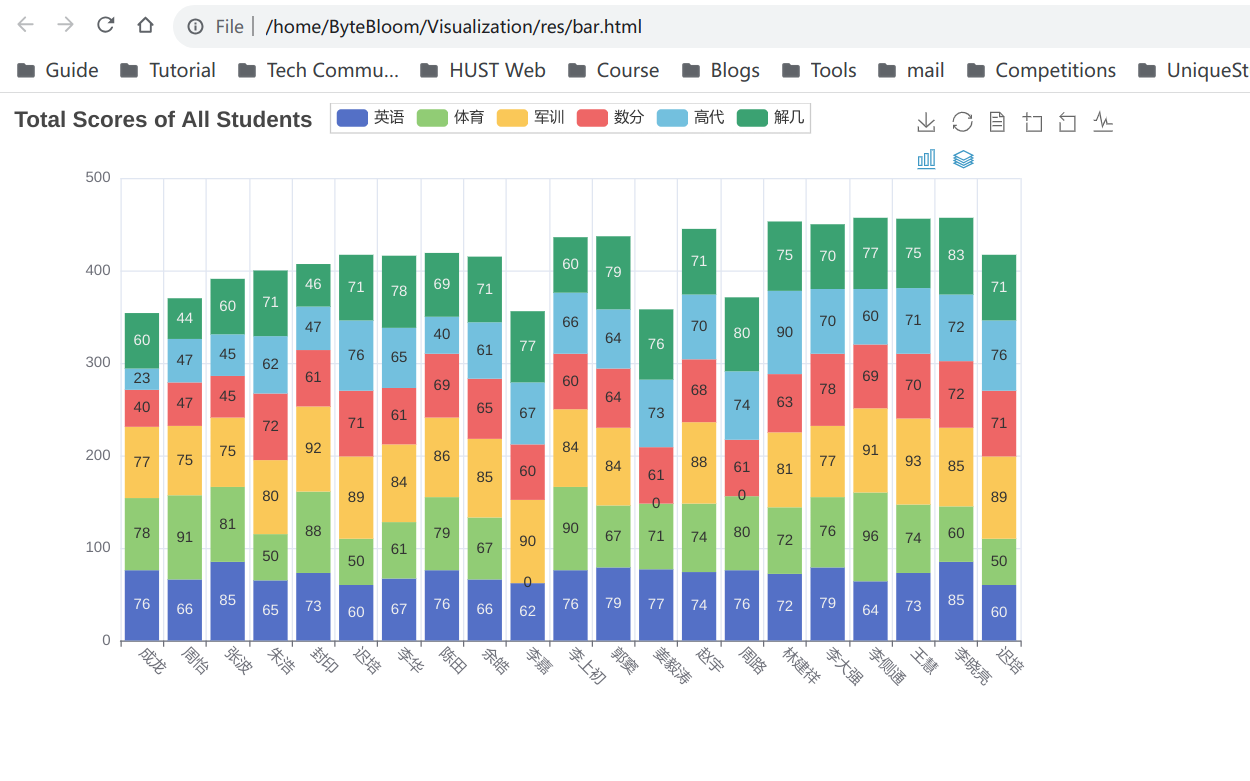 File | /home/ByteBloom/Visualization/res/bar.html
Guide Tutorial Tech Commu... HUST Web Course Blogs Tools mail Competitions UniqueSt
Total Scores of All Students 英语 体育 军训 数分 高代 解几
500
400
300
200
100
0
60 44 60 71 46 71 78 69 71 77 60 79 76 71 80 75 70 77 75 83 71
23 47 45 62 47 76 65 40 61 67 66 64 73 70 74 90 70 60 71 72 76
40 47 45 72 61 71 61 69 65 60 60 64 61 68 61 63 78 69 70 72 71
77 75 75 80 92 89 84 86 85 90 84 84 0 88 0 81 77 91 93 85 89
78 91 81 50 88 50 61 79 67 0 90 67 71 74 80 72 76 96 74 60 50
76 66 85 65 73 60 67 76 66 62 76 79 77 74 76 72 79 64 73 85 60
成龙 周怡 张波 朱浩 封印 迟培 李华 陈田 余皓 李嘉 李上初 郭窦 姜毅涛 赵宇 周路 林建祥 李大强 李侧通 王慧 李晓亮 迟培